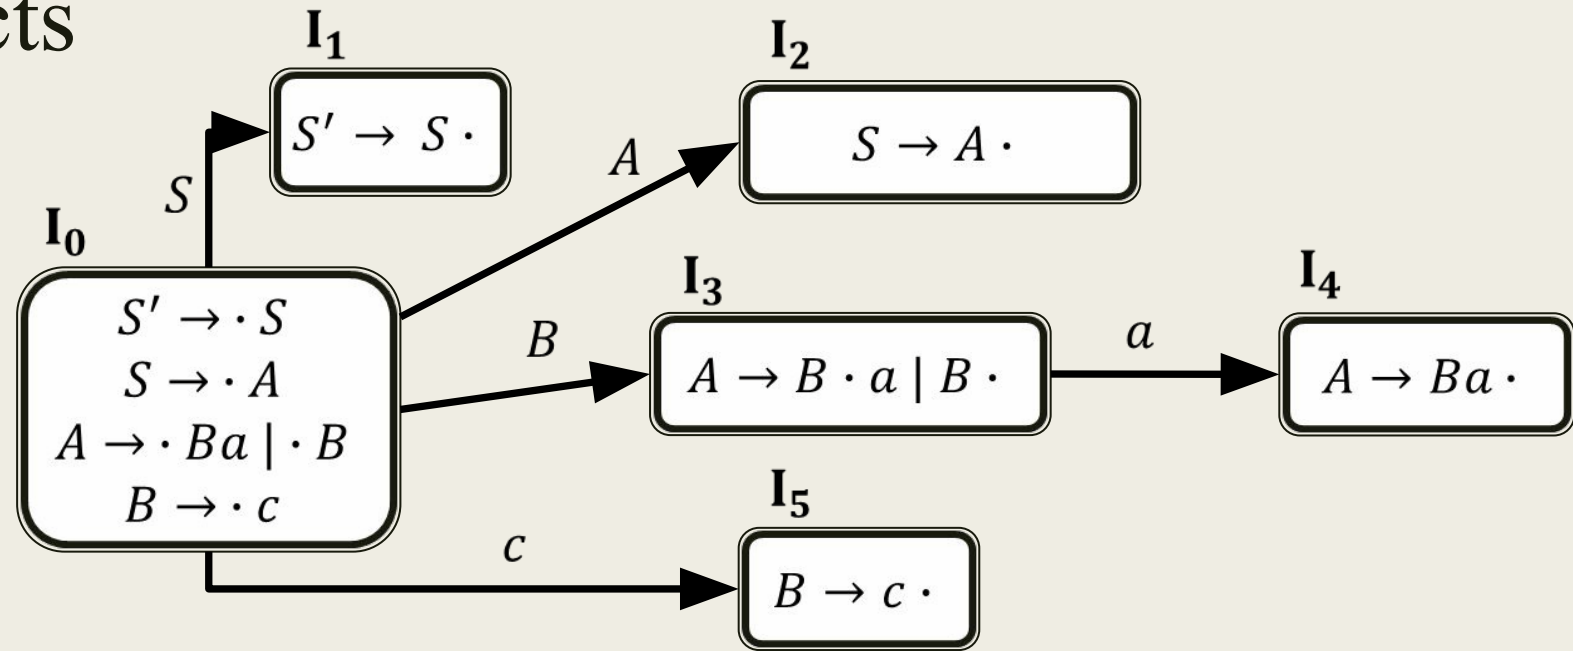 cts
I₁
S′ → S ·
I₂
S → A ·
S
A
I₀
S′ → · S
S → · A
A → · Ba | · B
B → · c
B
I₃
A → B · a | B ·
a
I₄
A → Ba ·
c
I₅
B → c ·